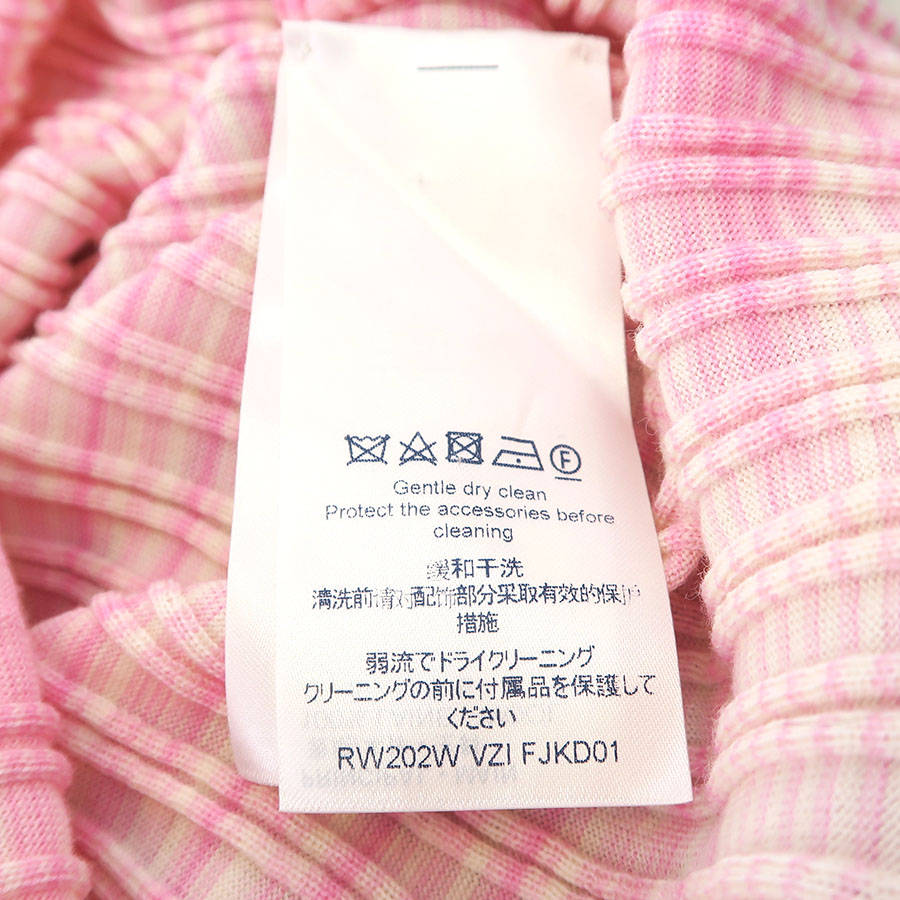 F
Gentle dry clean
Protect the accessories before
cleaning
缓和干洗
清洗前请对配饰部分采取有效的保护
措施
弱流でドライクリーニング
クリーニングの前に付属品を保護して
ください
RW202W VZI FJKD01